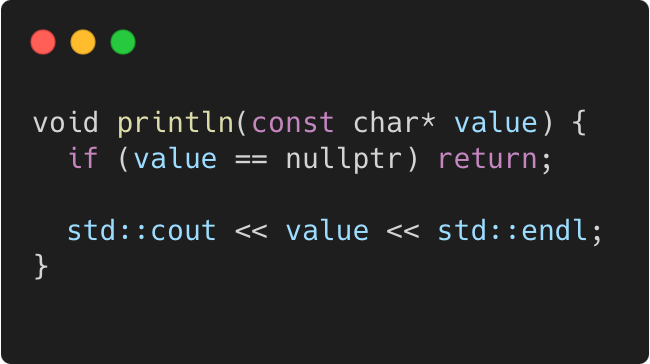 void println(const char* value) {
  if (value == nullptr) return;

  std::cout << value << std::endl;
}